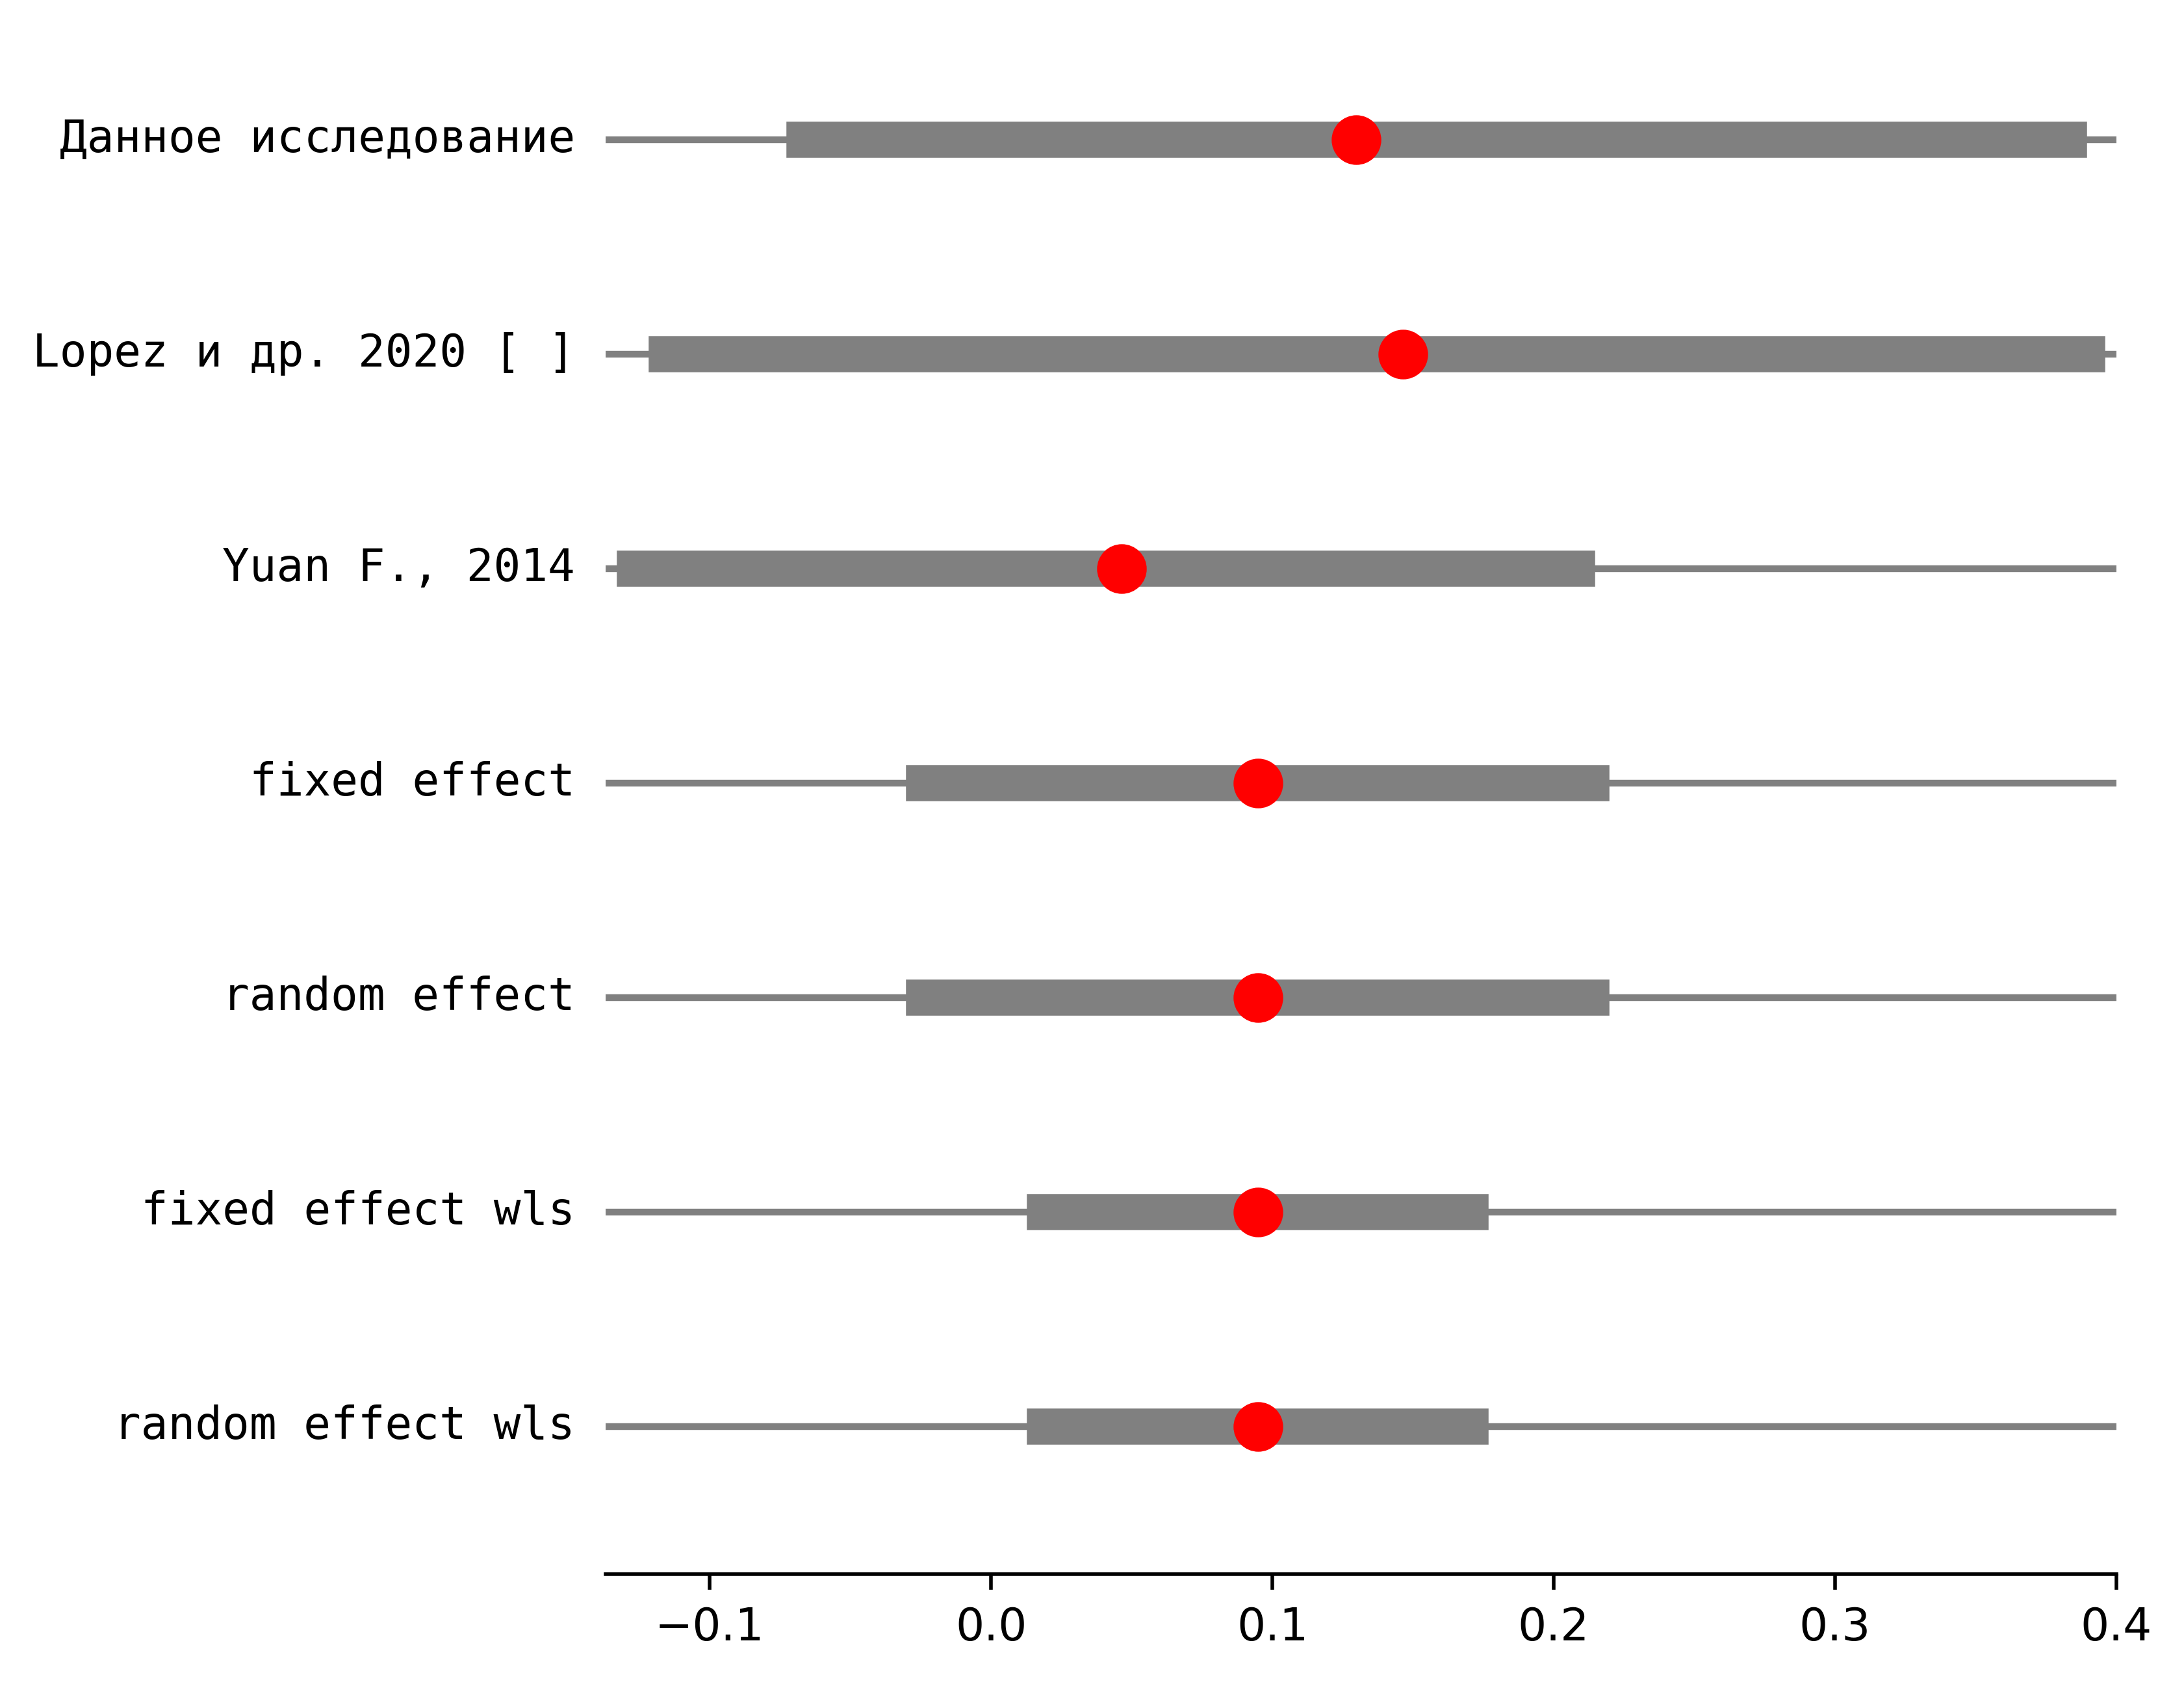 Данное исследование
Lopez и др. 2020 [ ]
Yuan F., 2014
fixed effect
random effect
fixed effect wls
random effect wls
−0.1 0.0 0.1 0.2 0.3 0.4